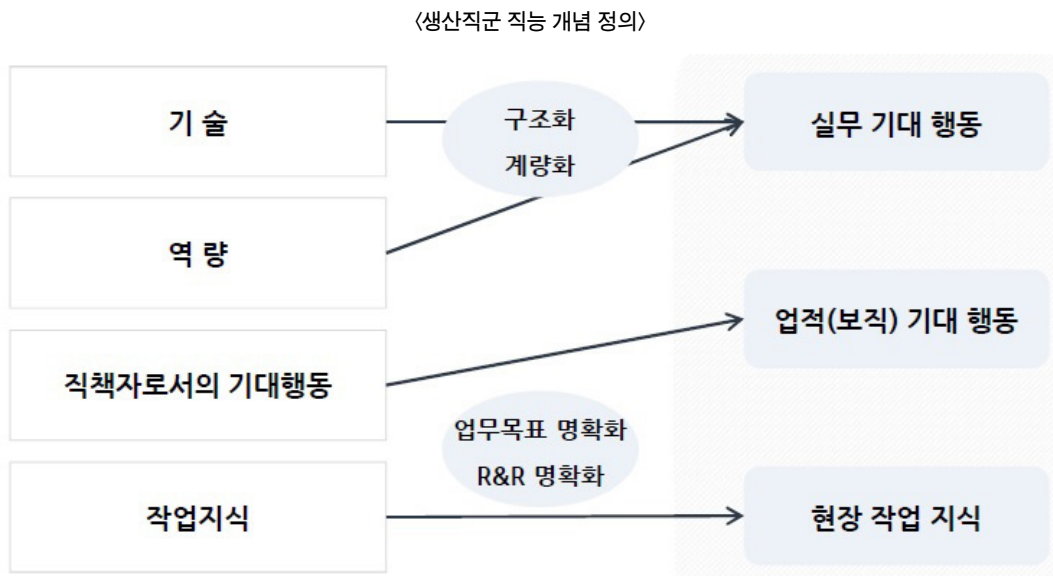 〈생산직군 직능 개념 정의〉
기 술
구조화
계량화
실무 기대 행동
역 량
업적(보직) 기대 행동
직책자로서의 기대행동
업무목표 명확화
R&R 명확화
작업지식
현장 작업 지식